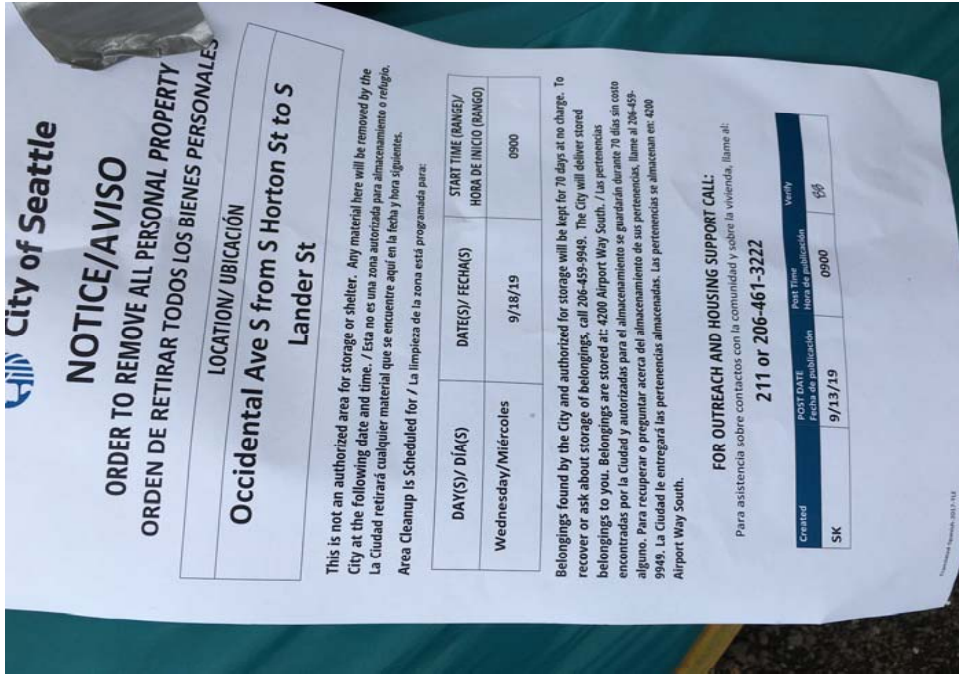 City of Seattle
NOTICE/AVISO
ORDER TO REMOVE ALL PERSONAL PROPERTY
ORDEN DE RETIRAR TODOS LOS BIENES PERSONALES
LOCATION/ UBICACIÓN
Occidental Ave S from S Horton St to S
Lander St
This is not an authorized area for storage or shelter. Any material here will be removed by the
City at the following date and time. / Esta no es una zona autorizada para almacenamiento o refugio.
La Ciudad retirará cualquier material que se encuentre aquí en la fecha y hora siguientes.
Area Cleanup Is Scheduled for / La limpieza de la zona está programada para:
DAY(S)/ DÍA(S) DATE(S)/ FECHA(S) START TIME (RANGE)/
HORA DE INICIO (RANGO)
Wednesday/Miércoles 9/18/19 0900
Belongings found by the City and authorized for storage will be kept for 70 days at no charge. To
recover or ask about storage of belongings, call 206-459-9949. The City will deliver stored
belongings to you. Belongings are stored at: 4200 Airport Way South. / Las pertenencias
encontradas por la Ciudad y autorizadas para el almacenamiento se guardarán durante 70 días sin costo
alguno. Para recuperar o preguntar acerca del almacenamiento de sus pertenencias, llame al 206-459-
9949. La Ciudad le entregará las pertenencias almacenadas. Las pertenencias se almacenan en: 4200
Airport Way South.
FOR OUTREACH AND HOUSING SUPPORT CALL:
Para asistencia sobre contactos con la comunidad y sobre la vivienda, llame al:
211 or 206-461-3222
Created POST DATE Post Time Verify
Fecha de publicación Hora de publicación
SK 9/13/19 0900